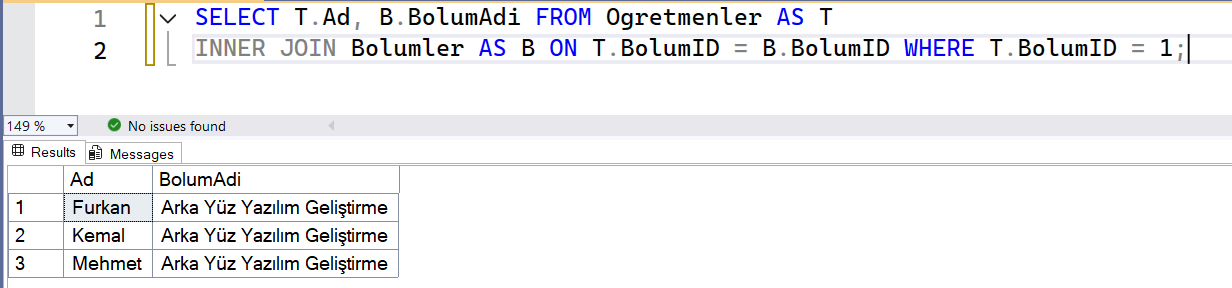 1 SELECT T.Ad, B.BolumAdi FROM Ogretmenler AS T
2 INNER JOIN Bolumler AS B ON T.BolumID = B.BolumID WHERE T.BolumID = 1;
149 % No issues found
Results Messages
Ad BolumAdi
1 Furkan Arka Yüz Yazılım Geliştirme
2 Kemal Arka Yüz Yazılım Geliştirme
3 Mehmet Arka Yüz Yazılım Geliştirme